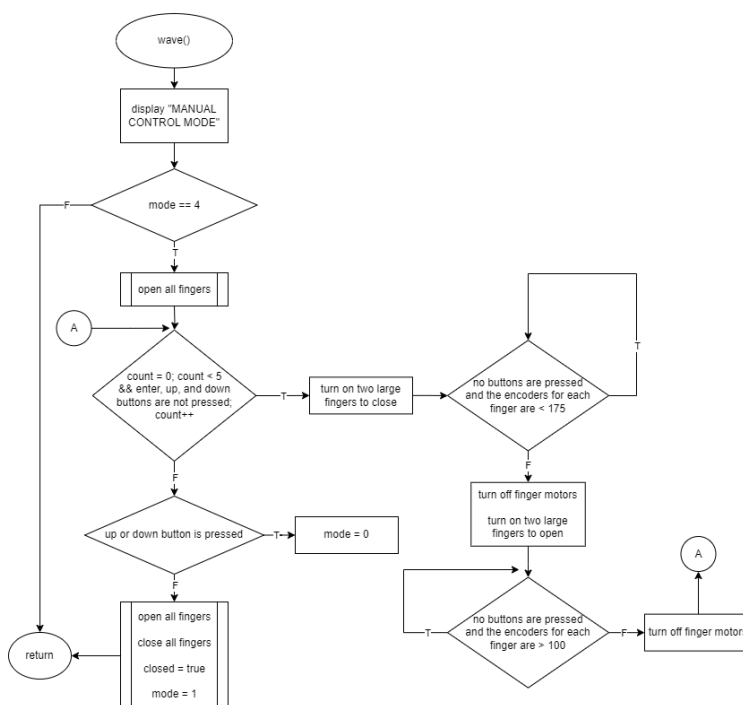 wave()
display "MANUAL
CONTROL MODE"
mode == 4
F
T
open all fingers
A
count = 0; count < 5
&& enter, up, and down
buttons are not pressed;
count++
T
turn on two large
fingers to close
no buttons are pressed
and the encoders for each
finger are < 175
T
F
F
turn off finger motors
turn on two large
fingers to open
up or down button is pressed
T
mode = 0
F
A
no buttons are pressed
and the encoders for each
finger are > 100
T
F
turn off finger motors
open all fingers
close all fingers
closed = true
mode = 1
return